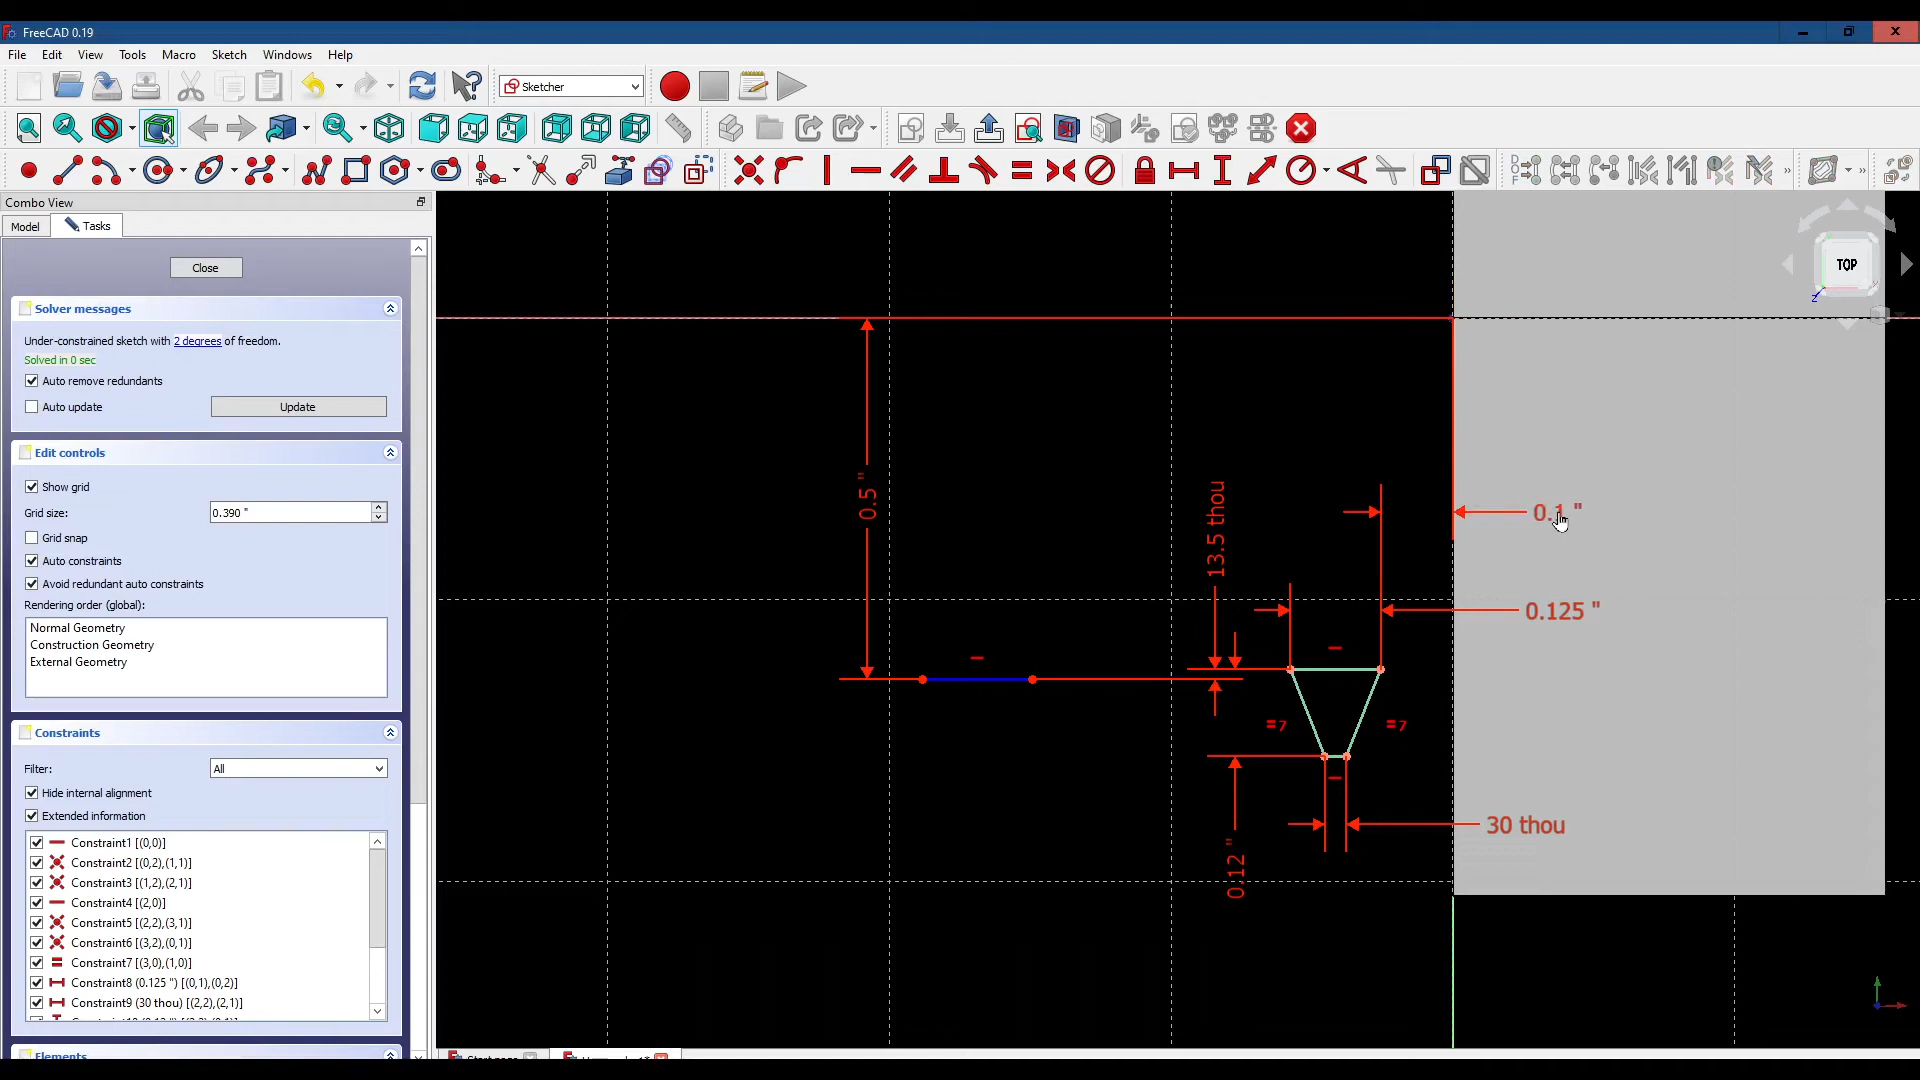 FreeCAD 0.19
File Edit View Tools Macro Sketch Windows Help
Sketcher
Combo View
Model Tasks
Close
Solver messages
Under-constrained sketch with 2 degrees of freedom.
Solved in 0 sec
Auto remove redundants
Auto update Update
Edit controls
Show grid
Grid size: 0.390 "
Grid snap
Auto constraints
Avoid redundant auto constraints
Rendering order (global):
Normal Geometry
Construction Geometry
External Geometry
Constraints
Filter: All
Hide internal alignment
Extended information
Constraint1 [(0,0)]
Constraint2 [(0,2),(1,1)]
Constraint3 [(1,2),(2,1)]
Constraint4 [(2,0)]
Constraint5 [(2,2),(3,1)]
Constraint6 [(3,2),(0,1)]
Constraint7 [(3,0),(1,0)]
Constraint8 (0.125 ") [(0,1),(0,2)]
Constraint9 (30 thou) [(2,2),(2,1)]
Elements
TOP
Z
0.5 "
13.5 thou
0.1 "
0.125 "
=7
=7
0.12 "
30 thou